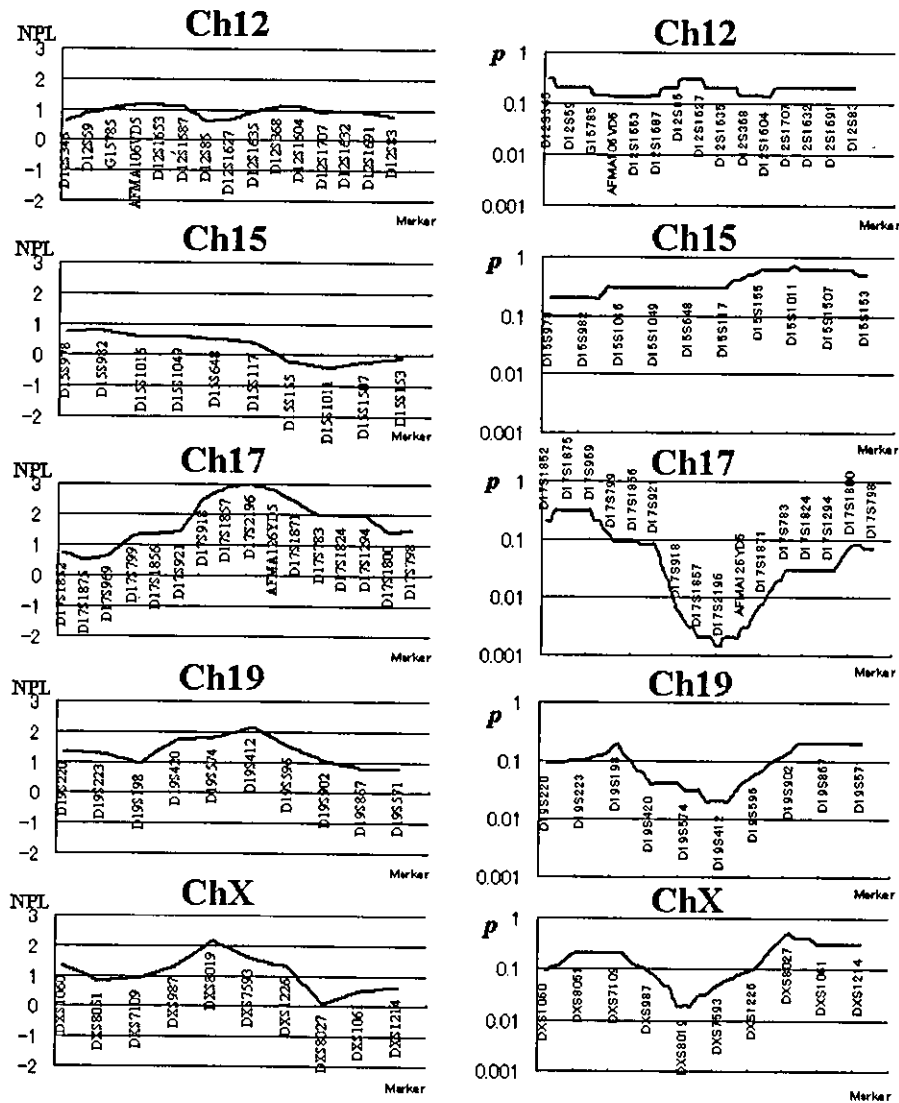 Ch12
NPL
3
2
1
0
-1
-2
D12S345
D12S59
G15785
AFMA106YD5
D12S1653
D12S1687
D12S85
D12S1627
D12S1635
D12S368
D12S1604
D12S1707
D12S1632
D12S1691
D12S83
Marker
Ch12
p
1
0.1
0.01
0.001
D12S345
D12S59
G15785
AFMA106YD5
D12S1653
D12S1687
D12S85
D12S1627
D12S1635
D12S368
D12S1604
D12S1707
D12S1632
D12S1691
D12S83
Marker
Ch15
NPL
3
2
1
0
-1
-2
D15S978
D15S982
D15S1016
D15S1049
D15S648
D15S117
D15S155
D15S1011
D15S1507
D15S153
Marker
Ch15
p
1
0.1
0.01
0.001
D15S978
D15S982
D15S1016
D15S1049
D15S648
D15S117
D15S155
D15S1011
D15S1507
D15S153
Marker
Ch17
NPL
3
2
1
0
-1
-2
D17S1852
D17S1875
D17S969
D17S799
D17S1856
D17S921
D17S918
D17S1857
D17S2196
AFMA126YD5
D17S1871
D17S783
D17S1824
D17S1294
D17S1800
D17S798
Marker
Ch17
p
1
0.1
0.01
0.001
D17S1852
D17S1875
D17S969
D17S799
D17S1856
D17S921
D17S918
D17S1857
D17S2196
AFMA126YD5
D17S1871
D17S783
D17S1824
D17S1294
D17S1800
D17S798
Marker
Ch19
NPL
3
2
1
0
-1
-2
D19S220
D19S223
D19S198
D19S420
D19S574
D19S412
D19S596
D19S902
D19S867
D19S571
Marker
Ch19
p
1
0.1
0.01
0.001
D19S220
D19S223
D19S198
D19S420
D19S574
D19S412
D19S596
D19S902
D19S867
D19S571
Marker
ChX
NPL
3
2
1
0
-1
-2
DXS1060
DXS8051
DXS7109
DXS987
DXS8019
DXS7593
DXS1226
DXS8027
DXS1061
DXS1214
Marker
ChX
p
1
0.1
0.01
0.001
DXS1060
DXS8051
DXS7109
DXS987
DXS8019
DXS7593
DXS1226
DXS8027
DXS1061
DXS1214
Marker